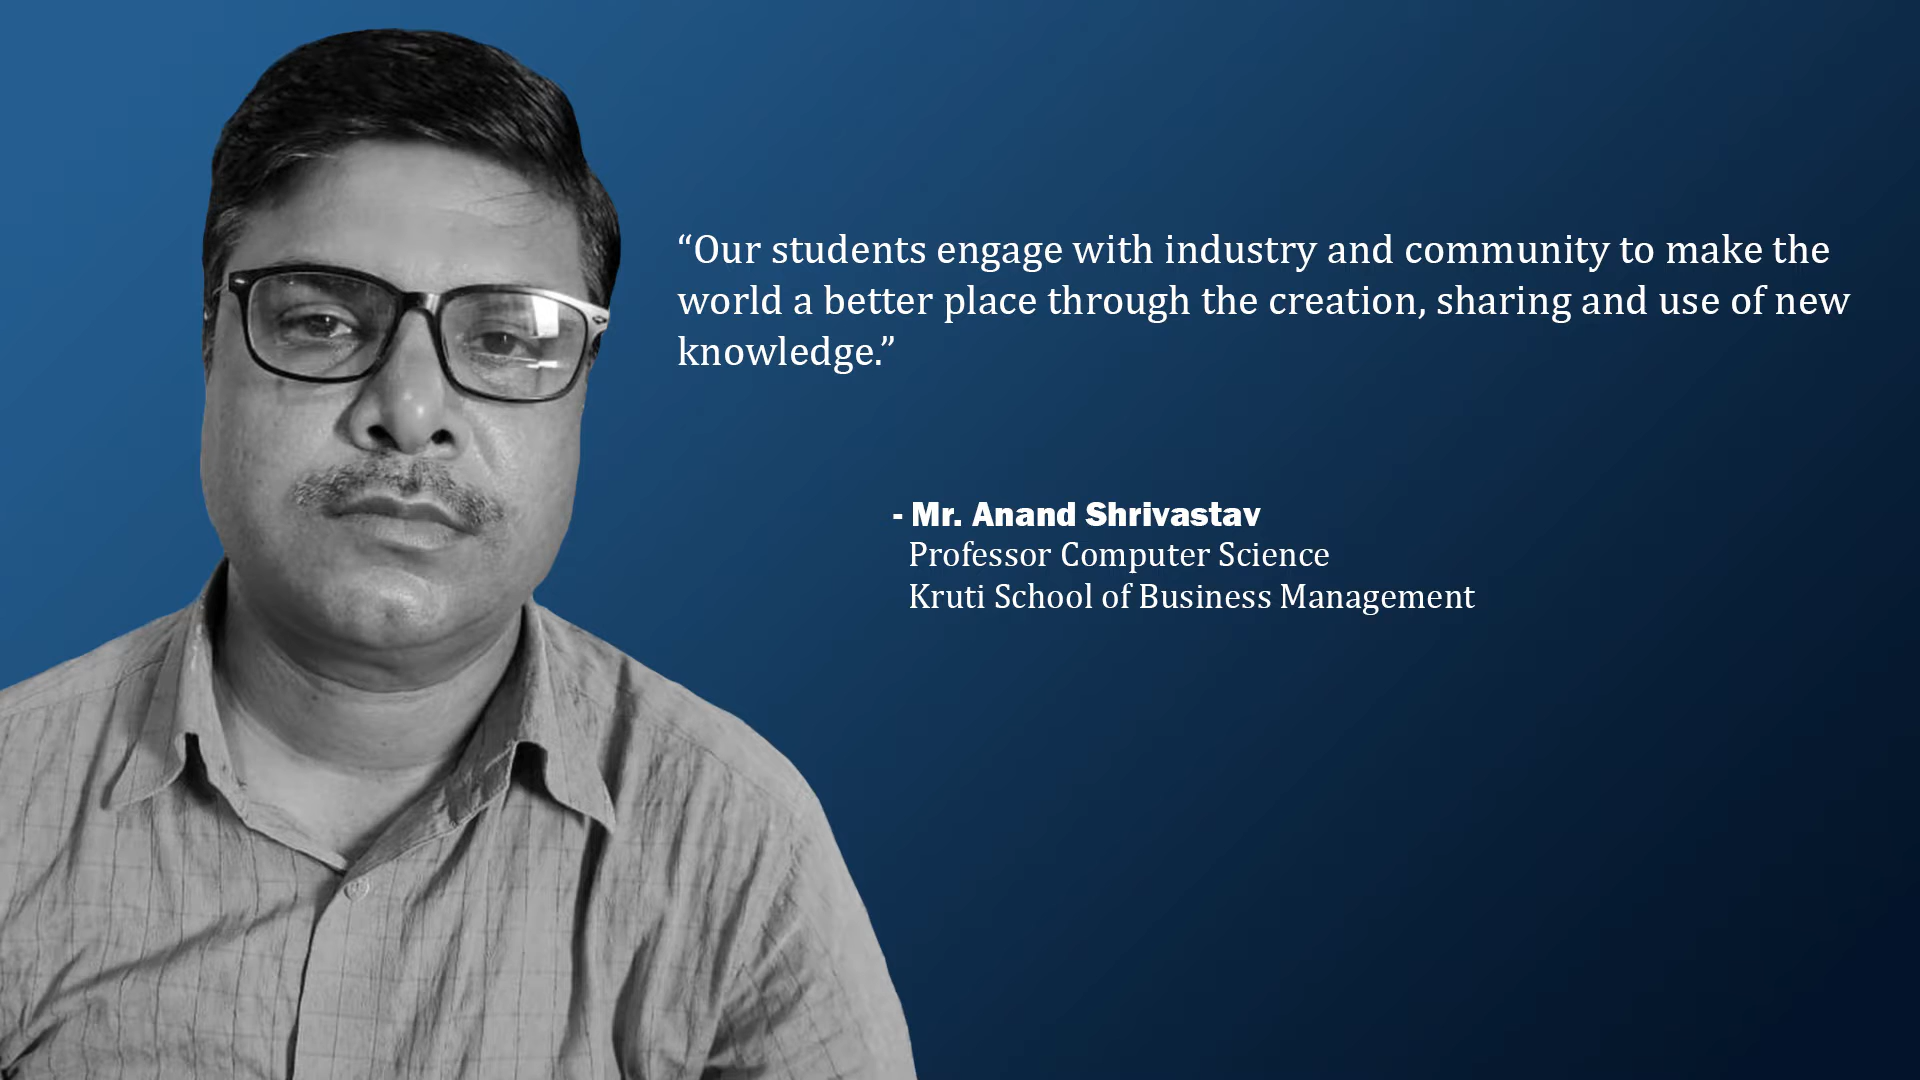 “Our students engage with industry and community to make the
world a better place through the creation, sharing and use of new
knowledge.”
- Mr. Anand Shrivastav
Professor Computer Science
Kruti School of Business Management